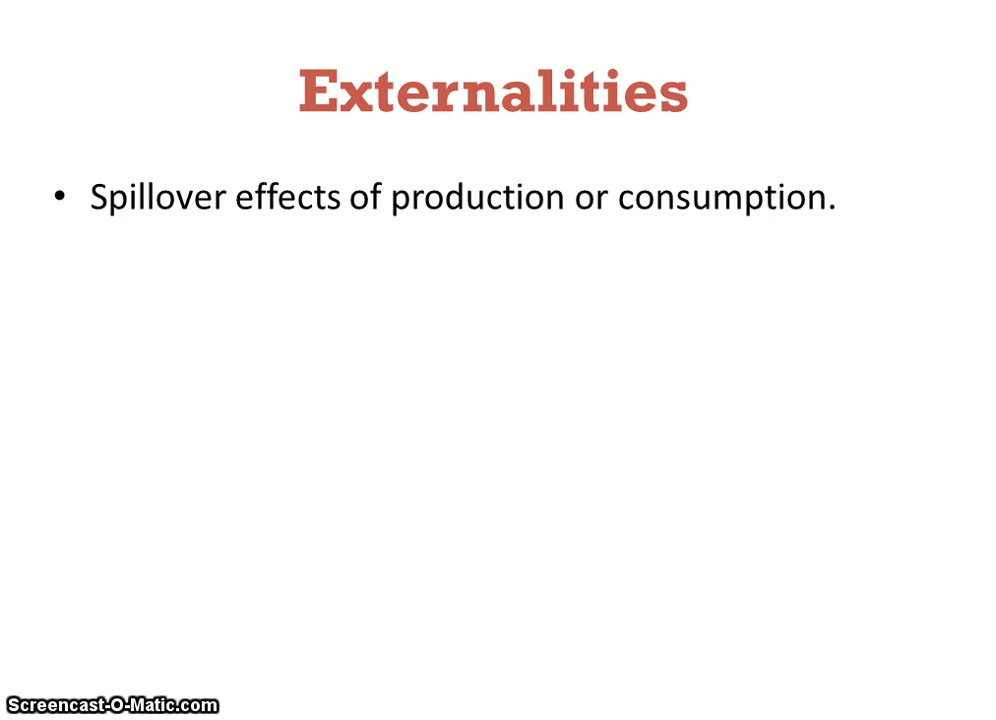 Externalities
• Spillover effects of production or consumption.
Screencast-O-Matic.com